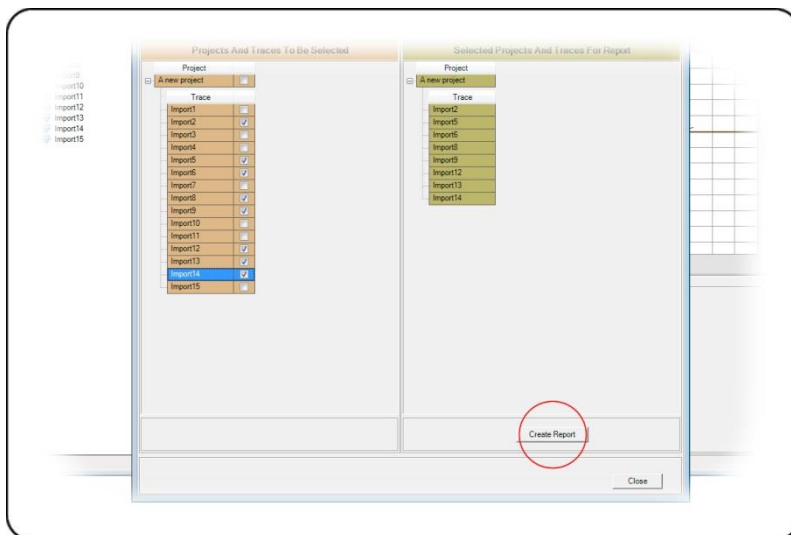 Import10
Import11
Import12
Import13
Import14
Import15
Projects And Traces To Be Selected
Project
A new project
Trace
Import1
Import2
Import3
Import4
Import5
Import6
Import7
Import8
Import9
Import10
Import11
Import12
Import13
Import14
Import15
Selected Projects And Traces For Report
Project
A new project
Trace
Import2
Import5
Import6
Import8
Import9
Import12
Import13
Import14
Create Report
Close